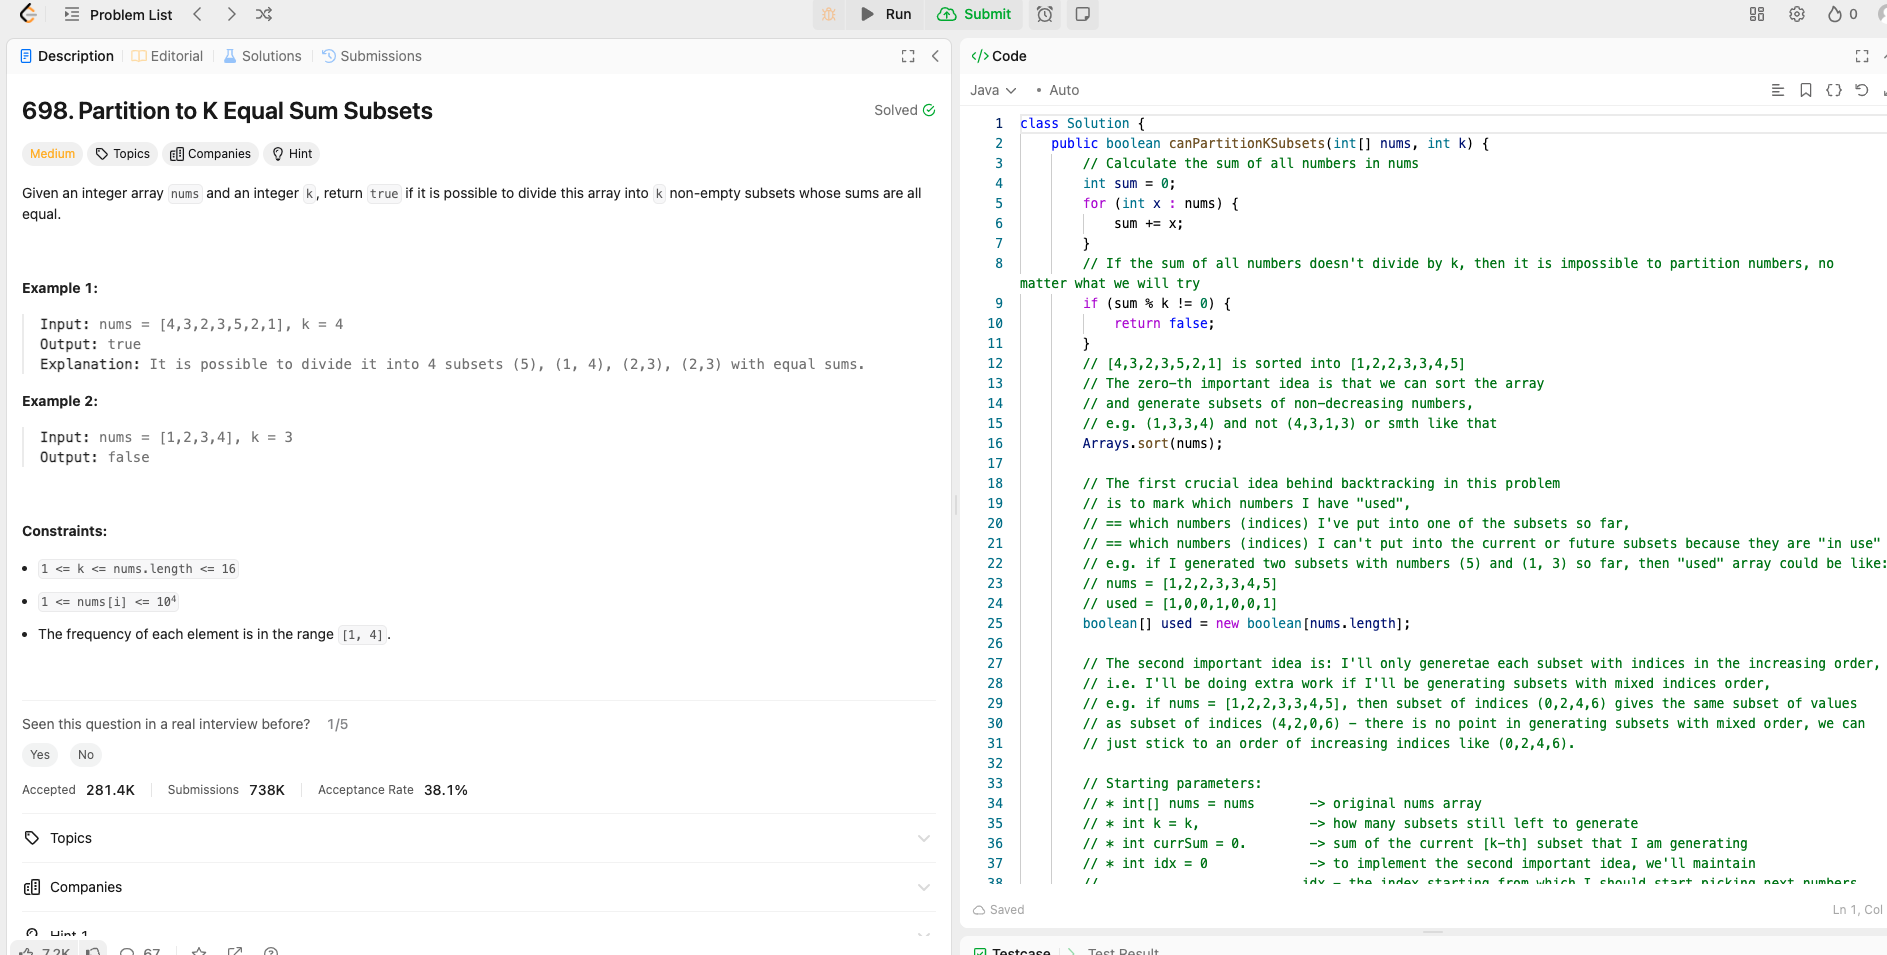 Problem List
Run
Submit
0
Description
Editorial
Solutions
Submissions
698. Partition to K Equal Sum Subsets
Solved
Medium
Topics
Companies
Hint
Given an integer array nums and an integer k, return true if it is possible to divide this array into k non-empty subsets whose sums are all
equal.
Example 1:
Input: nums = [4,3,2,3,5,2,1], k = 4
Output: true
Explanation: It is possible to divide it into 4 subsets (5), (1, 4), (2,3), (2,3) with equal sums.
Example 2:
Input: nums = [1,2,3,4], k = 3
Output: false
Constraints:
• 1 <= k <= nums.length <= 16
• 1 <= nums[i] <= 10⁴
• The frequency of each element is in the range [1, 4].
Seen this question in a real interview before? 1/5
Yes No
Accepted 281.4K Submissions 738K Acceptance Rate 38.1%
Topics
Companies
Hint 1
7.2K 67
</> Code
Java • Auto
1 class Solution {
2 public boolean canPartitionKSubsets(int[] nums, int k) {
3 // Calculate the sum of all numbers in nums
4 int sum = 0;
5 for (int x : nums) {
6 sum += x;
7 }
8 // If the sum of all numbers doesn't divide by k, then it is impossible to partition numbers, no
matter what we will try
9 if (sum % k != 0) {
10 return false;
11 }
12 // [4,3,2,3,5,2,1] is sorted into [1,2,2,3,3,4,5]
13 // The zero-th important idea is that we can sort the array
14 // and generate subsets of non-decreasing numbers,
15 // e.g. (1,3,3,4) and not (4,3,1,3) or smth like that
16 Arrays.sort(nums);
17
18 // The first crucial idea behind backtracking in this problem
19 // is to mark which numbers I have "used",
20 // == which numbers (indices) I've put into one of the subsets so far,
21 // == which numbers (indices) I can't put into the current or future subsets because they are "in use"
22 // e.g. if I generated two subsets with numbers (5) and (1, 3) so far, then "used" array could be like:
23 // nums = [1,2,2,3,3,4,5]
24 // used = [1,0,0,1,0,0,1]
25 boolean[] used = new boolean[nums.length];
26
27 // The second important idea is: I'll only generetae each subset with indices in the increasing order,
28 // i.e. I'll be doing extra work if I'll be generating subsets with mixed indices order,
29 // e.g. if nums = [1,2,2,3,3,4,5], then subset of indices (0,2,4,6) gives the same subset of values
30 // as subset of indices (4,2,0,6) - there is no point in generating subsets with mixed order, we can
31 // just stick to an order of increasing indices like (0,2,4,6).
32
33 // Starting parameters:
34 // * int[] nums = nums -> original nums array
35 // * int k = k, -> how many subsets still left to generate
36 // * int currSum = 0. -> sum of the current [k-th] subset that I am generating
37 // * int idx = 0 -> to implement the second important idea, we'll maintain
38 // idx - the index starting from which I should start picking next numbers
Saved
Ln 1, Col
Testcase
Test Result